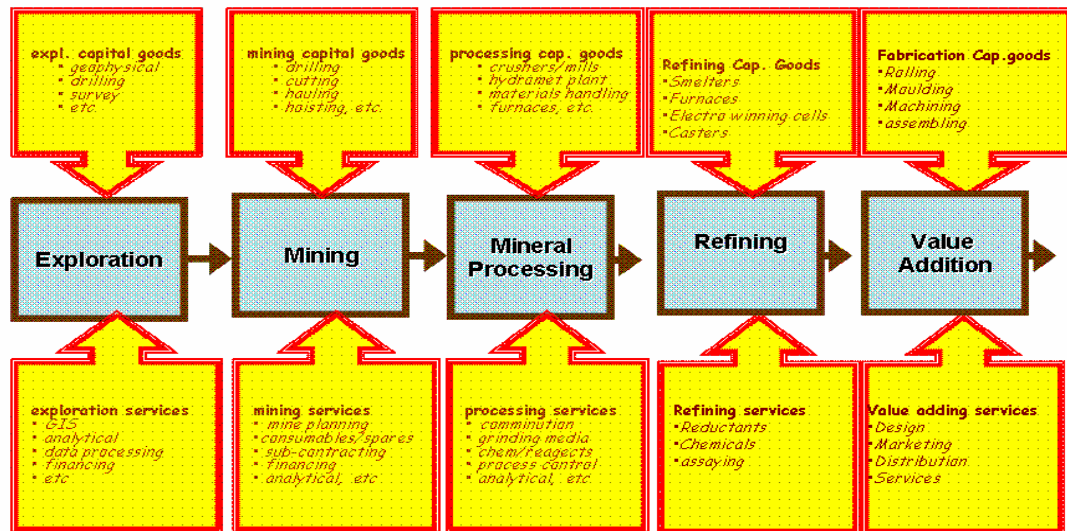 expl. capital goods
• geophysical
• drilling
• survey
• etc.
mining capital goods
• drilling
• cutting
• hauling
• hoisting, etc.
processing cap. goods
• crushers/mills
• hydramet plant
• materials handling
• furnaces, etc.
Refining Cap. Goods
•Smelters
•Furnaces
•Electro winning cells
•Casters
Fabrication Cap.goods
•Rolling
•Moulding
•Machining
•assembling
Exploration
Mining
Mineral
Processing
Refining
Value
Addition
exploration services
• GIS
• analytical
• data processing
• financing
• etc
mining services
• mine planning
•consumables/spares
• sub-contracting
• financing
• analytical, etc
processing services
• comminution
• grinding media
• chem/reagents
• process control
• analytical, etc
Refining services
•Reductants
•Chemicals
•assaying
Value adding services
•Design
•Marketing
•Distribution
•Services